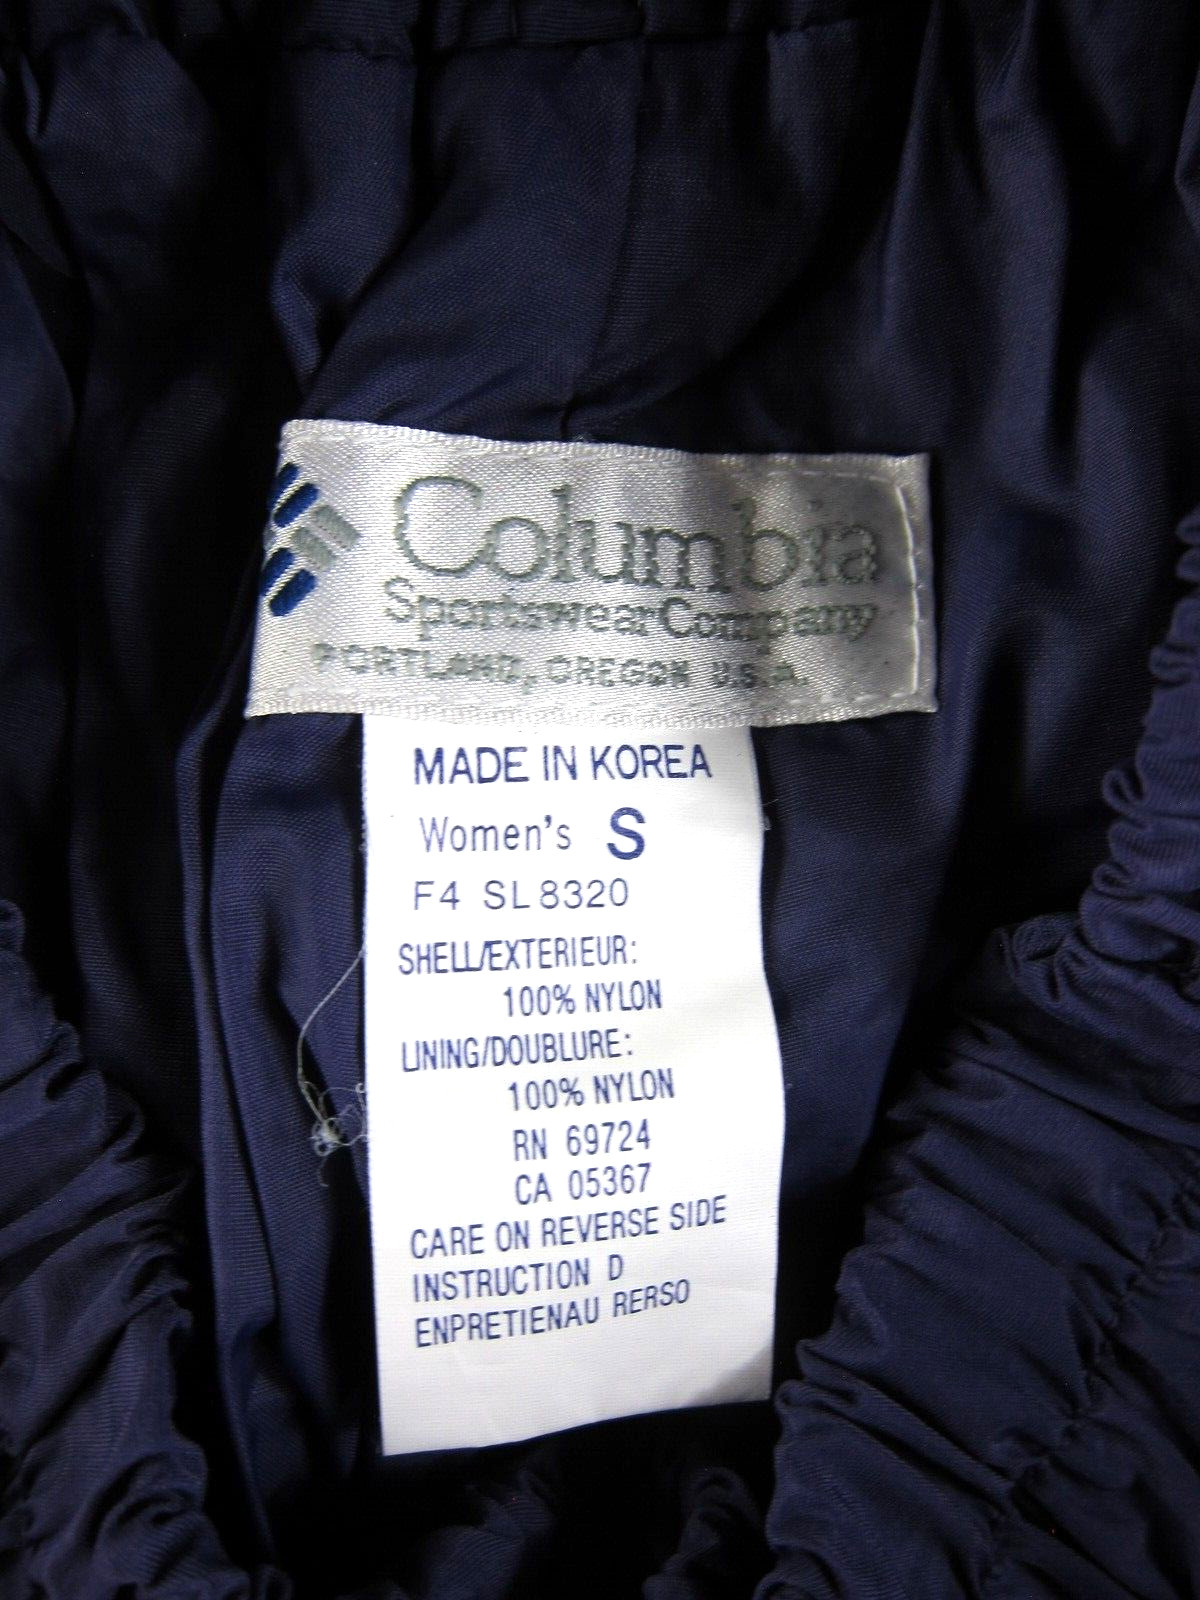 Columbia
Sportswear Company
PORTLAND, OREGON U.S.A.
MADE IN KOREA
Women's S
F4 SL8320
SHELL/EXTERIEUR:
100% NYLON
LINING/DOUBLURE:
100% NYLON
RN 69724
CA 05367
CARE ON REVERSE SIDE
INSTRUCTION D
ENPRETIENAU RERSO